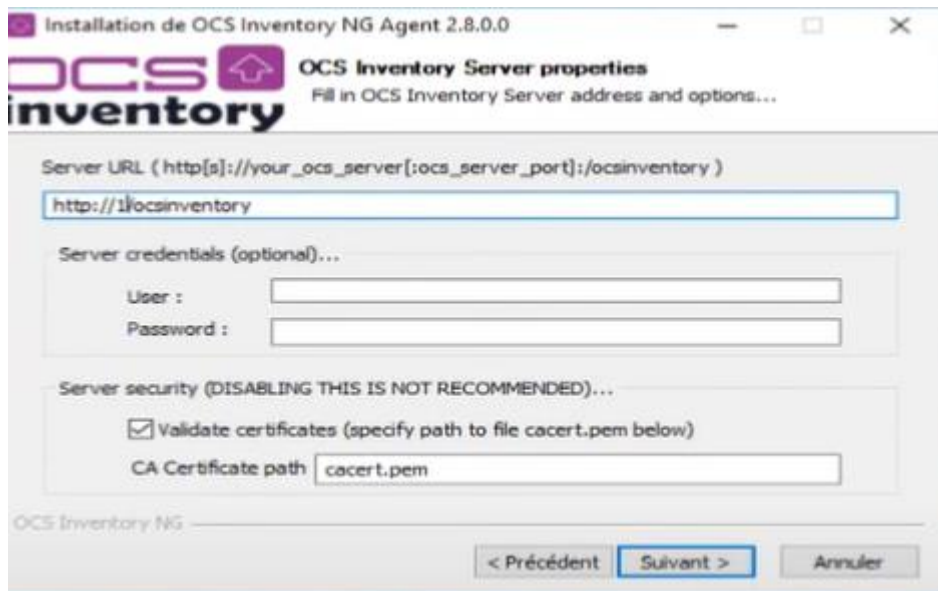 Installation de OCS Inventory NG Agent 2.8.0.0
OCS
inventory
OCS Inventory Server properties
Fill in OCS Inventory Server address and options...
Server URL ( http[s]://your_ocs_server[:ocs_server_port]:/ocsinventory )
http://1/ocsinventory
Server credentials (optional)...
User :
Password :
Server security (DISABLING THIS IS NOT RECOMMENDED)...
Validate certificates (specify path to file cacert.pem below)
CA Certificate path cacert.pem
OCS Inventory NG
< Précédent Suivant > Annuler